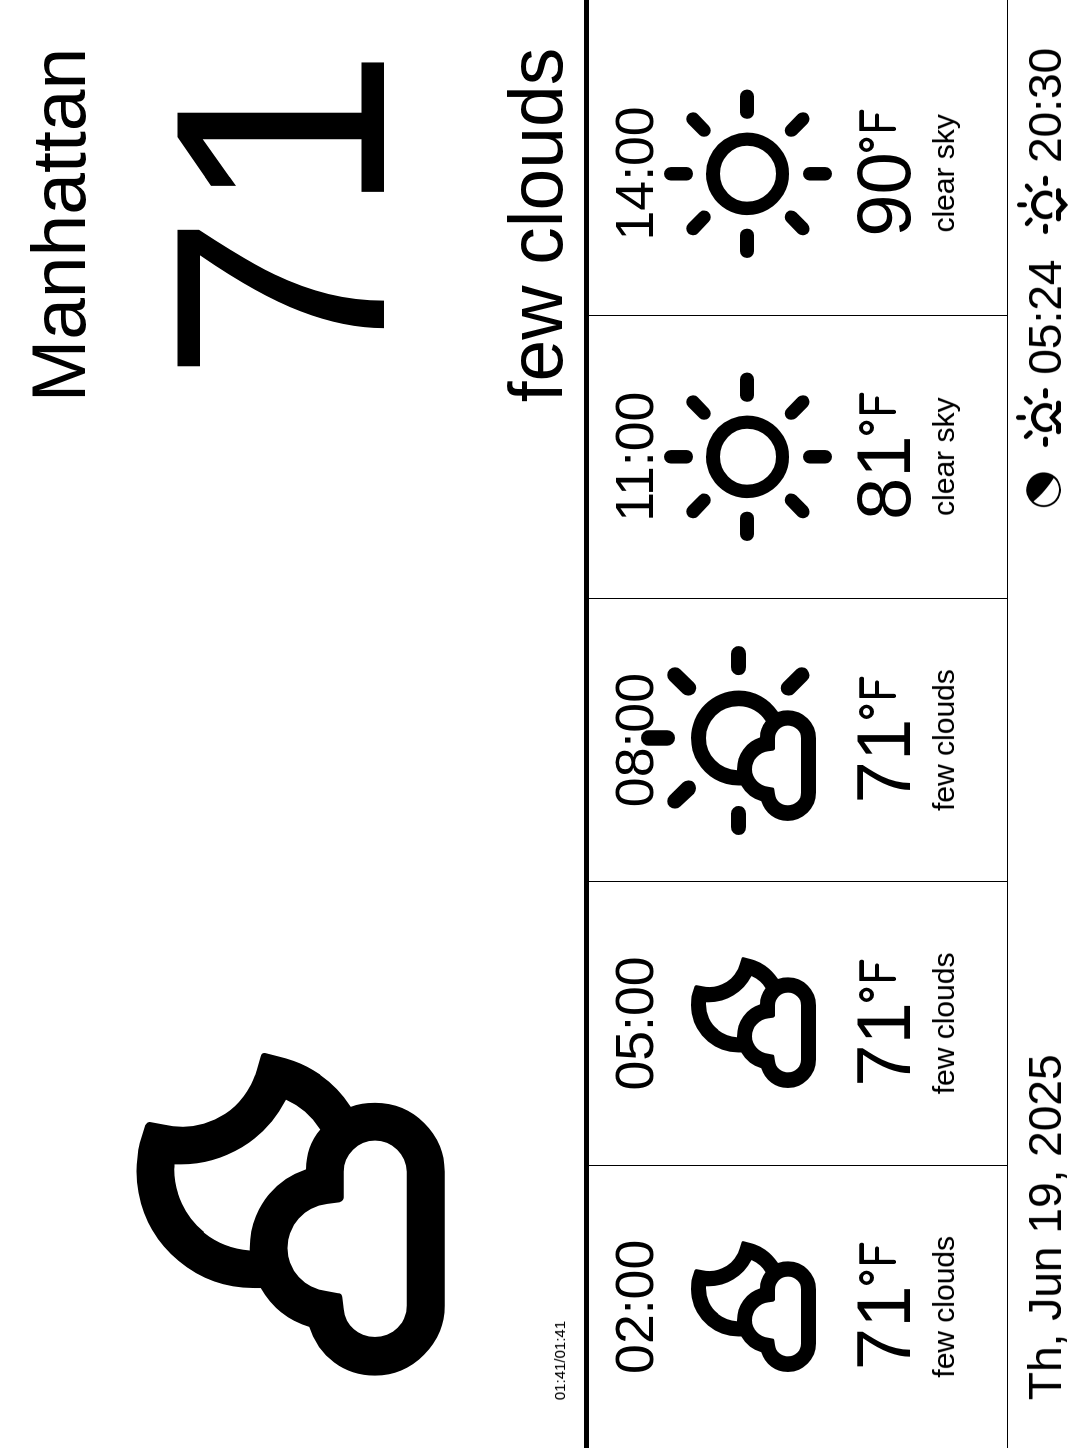 Manhattan
71
few clouds
01:41/01:41
02:00 05:00 08:00 11:00 14:00
71°F 71°F 71°F 81°F 90°F
few clouds few clouds few clouds clear sky clear sky
Th, Jun 19, 2025 05:24 20:30